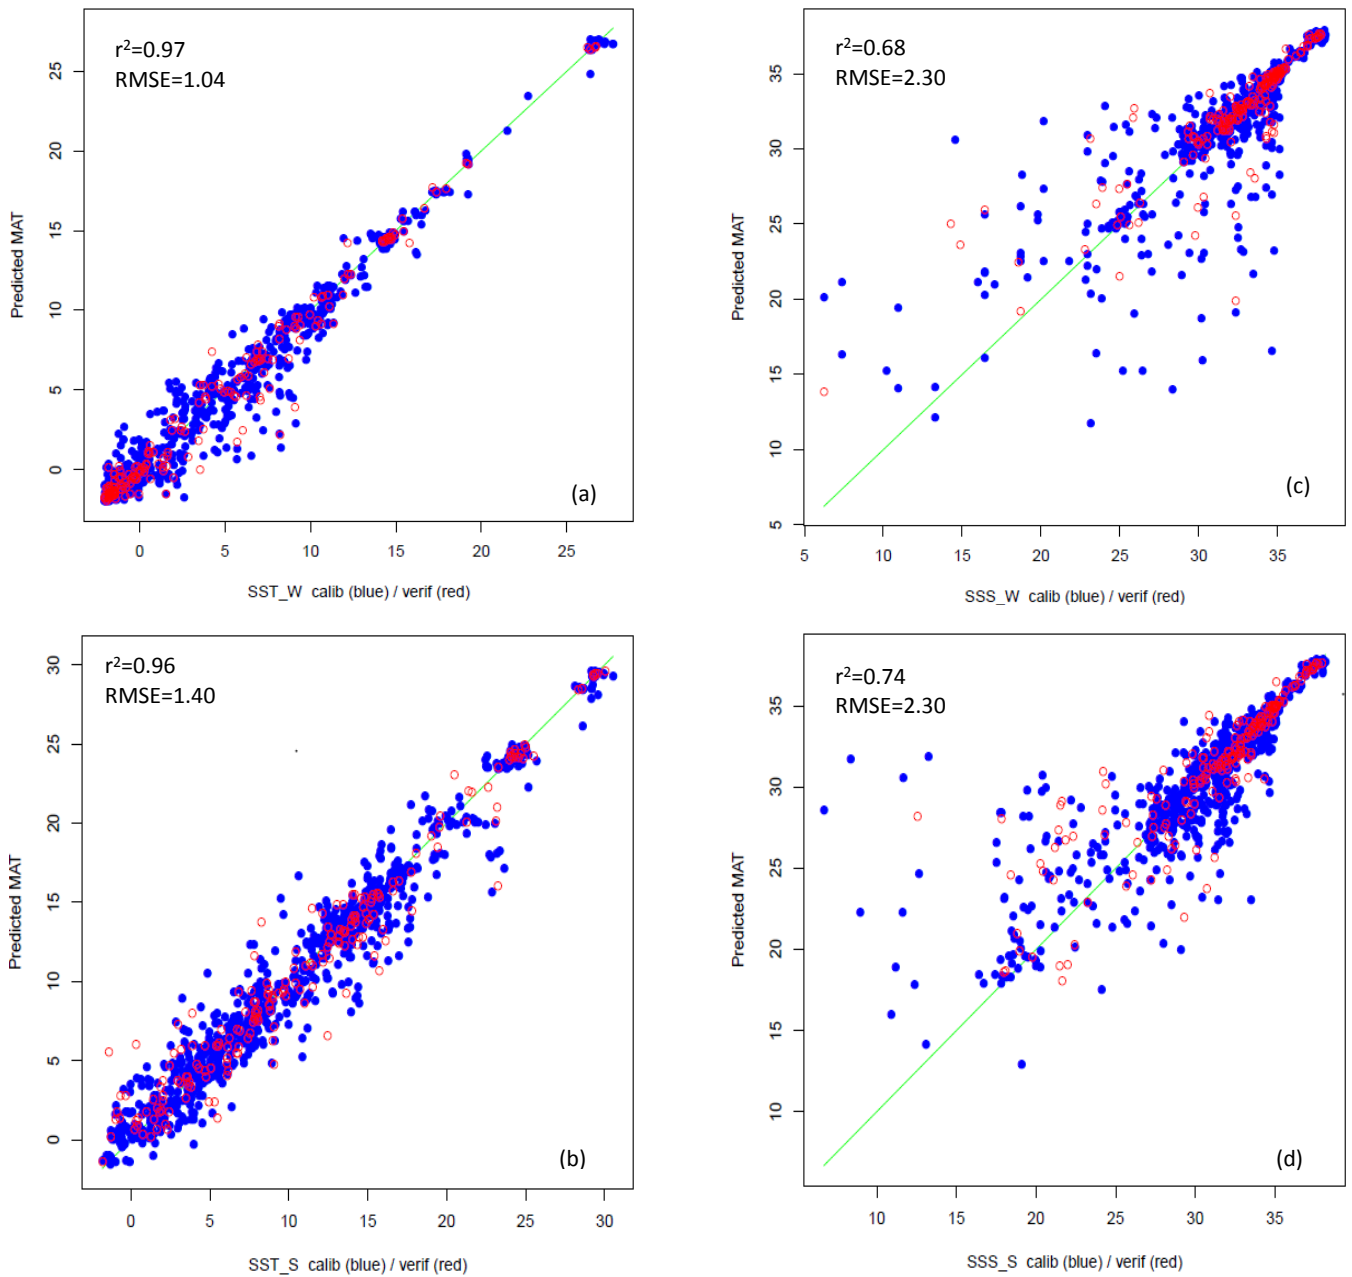 r²=0.97
RMSE=1.04
25
20
15
10
5
0
Predicted MAT
(a)
0 5 10 15 20 25
SST_W calib (blue) / verif (red)
r²=0.68
RMSE=2.30
35
30
25
20
15
10
5
Predicted MAT
(c)
5 10 15 20 25 30 35
SSS_W calib (blue) / verif (red)
r²=0.96
RMSE=1.40
30
25
20
15
10
5
0
Predicted MAT
(b)
0 5 10 15 20 25 30
SST_S calib (blue) / verif (red)
r²=0.74
RMSE=2.30
35
30
25
20
15
10
Predicted MAT
(d)
10 15 20 25 30 35
SSS_S calib (blue) / verif (red)